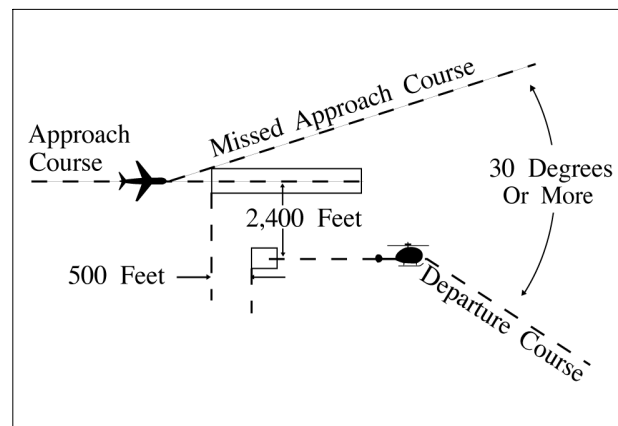 Missed Approach Course
Approach
Course
30 Degrees
Or More
2,400 Feet
500 Feet
Departure Course